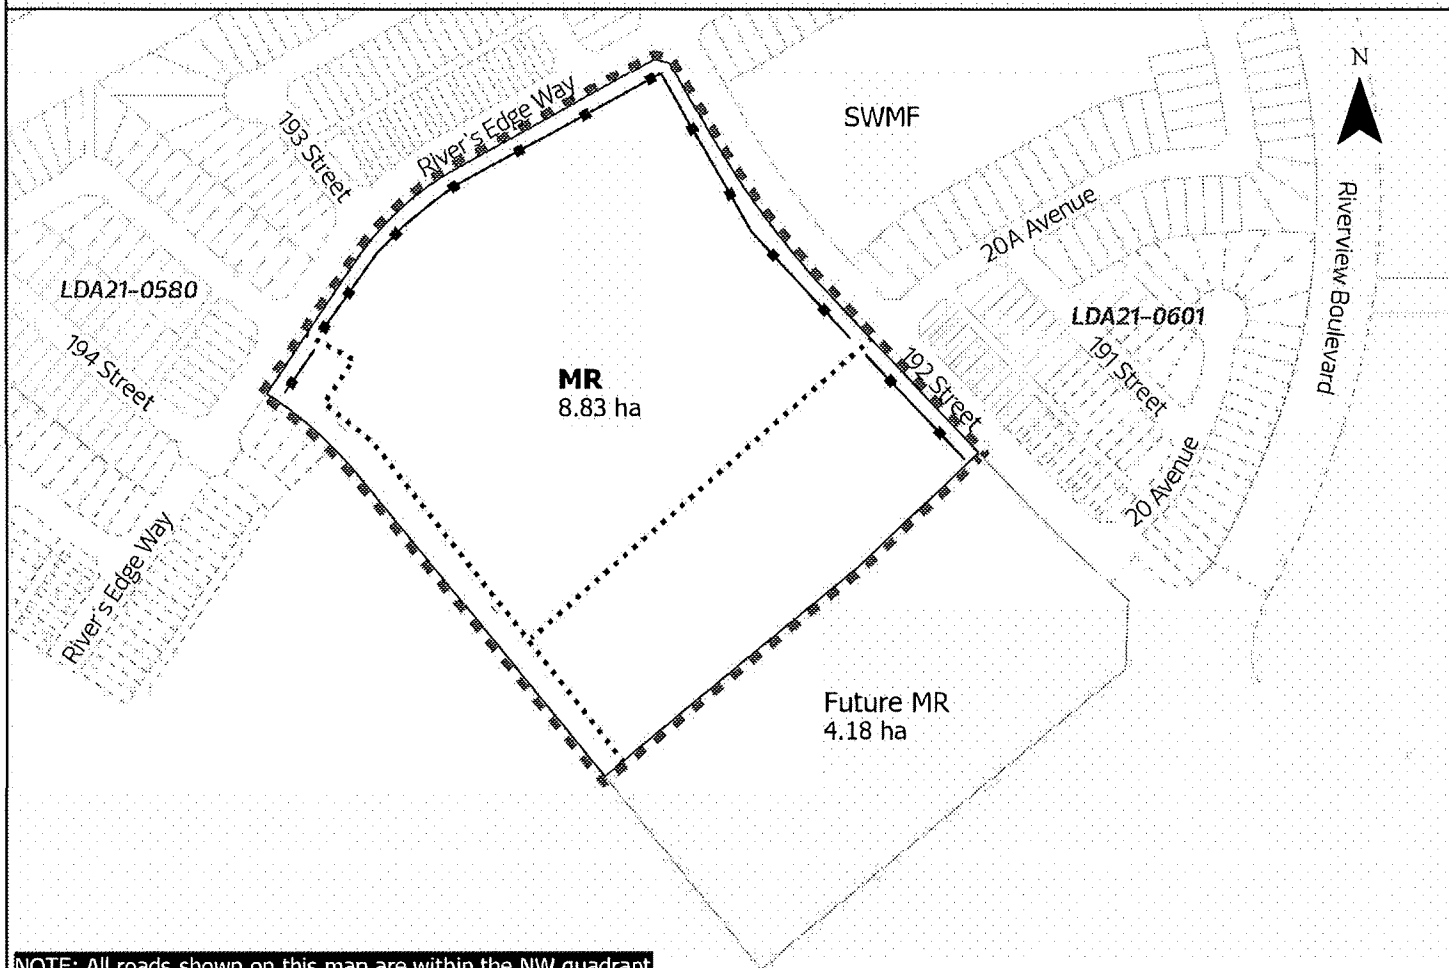 N
SWMF
River's Edge Way
193 Street
20A Avenue
Riverview Boulevard
LDA21-0580
LDA21-0601
194 Street
192 Street
191 Street
MR
8.83 ha
20 Avenue
River's Edge Way
Future MR
4.18 ha
NOTE: All roads shown on this map are within the NW quadrant